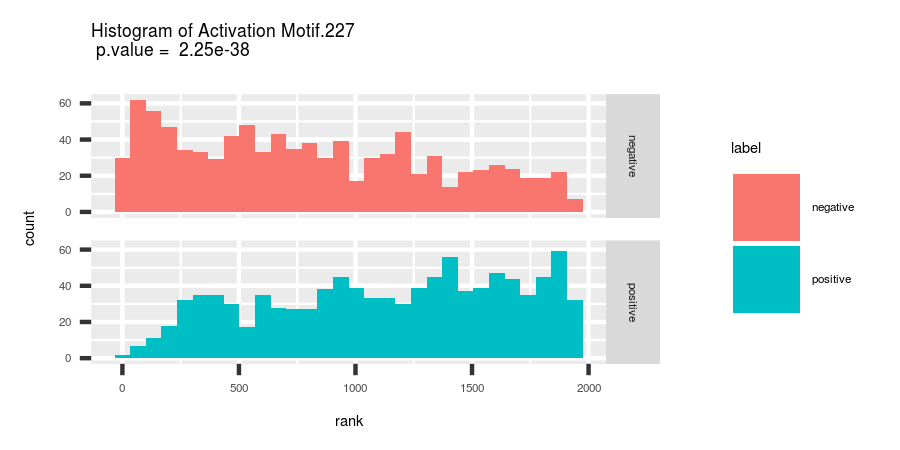 Histogram of Activation Motif.227
p.value = 2.25e-38
60
40
20
0
negative
60
40
20
0
positive
0 500 1000 1500 2000
rank
count
label
negative
positive